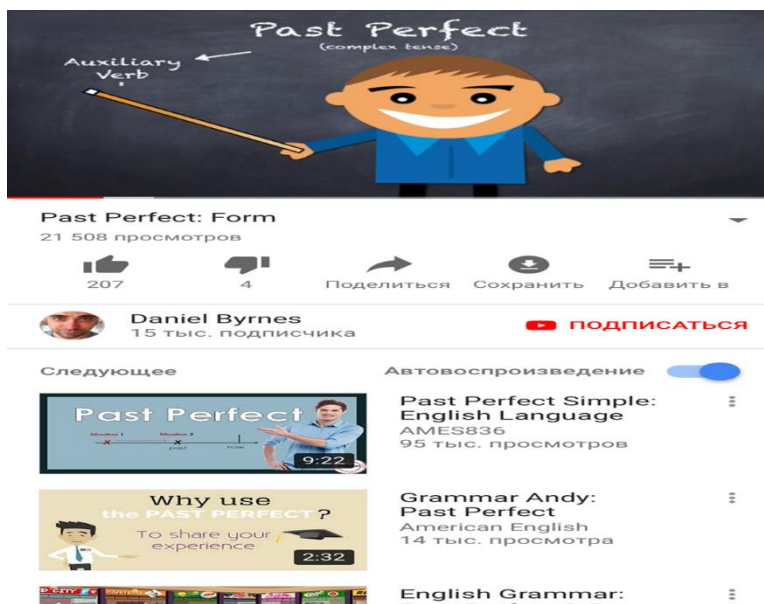 Past Perfect
(complex tense)
Auxiliary
Verb
Past Perfect: Form
21 508 просмотров
207
4
Поделиться
Сохранить
Добавить в
Daniel Byrnes
15 тыс. подписчика
ПОДПИСАТЬСЯ
Следующее
Автовоспроизведение
Past Perfect
past
now
9:22
Past Perfect Simple:
English Language
AMES836
95 тыс. просмотров
Why use
the PAST PERFECT?
To share your
experience
2:32
Grammar Andy:
Past Perfect
American English
14 тыс. просмотра
CITY
English Grammar: